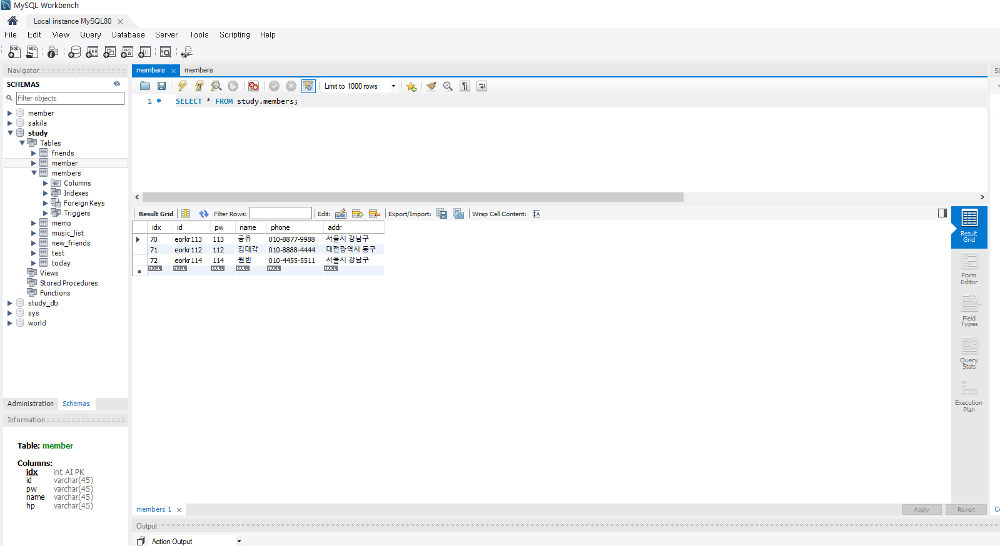 MySQL Workbench
Local instance MySQL80
File Edit View Query Database Server Tools Scripting Help
Navigator
SCHEMAS
Filter objects
member
sakila
study
Tables
friends
member
members
Columns
Indexes
Foreign Keys
Triggers
memo
music_list
new_friends
test
today
Views
Stored Procedures
Functions
study_db
sys
world
Administration Schemas
Information
Table: member
Columns:
idx int AI PK
id varchar(45)
pw varchar(45)
name varchar(45)
hp varchar(45)
members members
Limit to 1000 rows
1 SELECT * FROM study.members;
Result Grid Filter Rows: Edit: Export/Import: Wrap Cell Content:
idx id pw name phone addr
70 eorkr113 113 공유 010-8877-9988 서울시 강남구
71 eorkr112 112 김대각 010-8888-4444 대전광역시 동구
72 eorkr114 114 원빈 010-4455-5511 서울시 강남구
NULL NULL NULL NULL NULL NULL
Result
Grid
Form
Editor
Field
Types
Query
Stats
Execution
Plan
members 1
Apply Revert
Output
Action Output